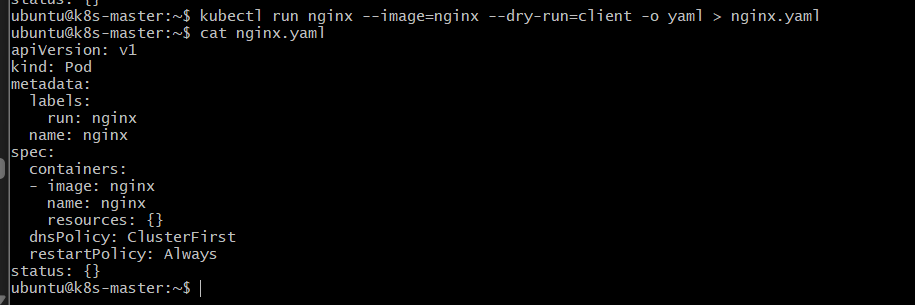 status: {}
ubuntu@k8s-master:~$ kubectl run nginx --image=nginx --dry-run=client -o yaml > nginx.yaml
ubuntu@k8s-master:~$ cat nginx.yaml
apiVersion: v1
kind: Pod
metadata:
  labels:
    run: nginx
  name: nginx
spec:
  containers:
  - image: nginx
    name: nginx
    resources: {}
  dnsPolicy: ClusterFirst
  restartPolicy: Always
status: {}
ubuntu@k8s-master:~$